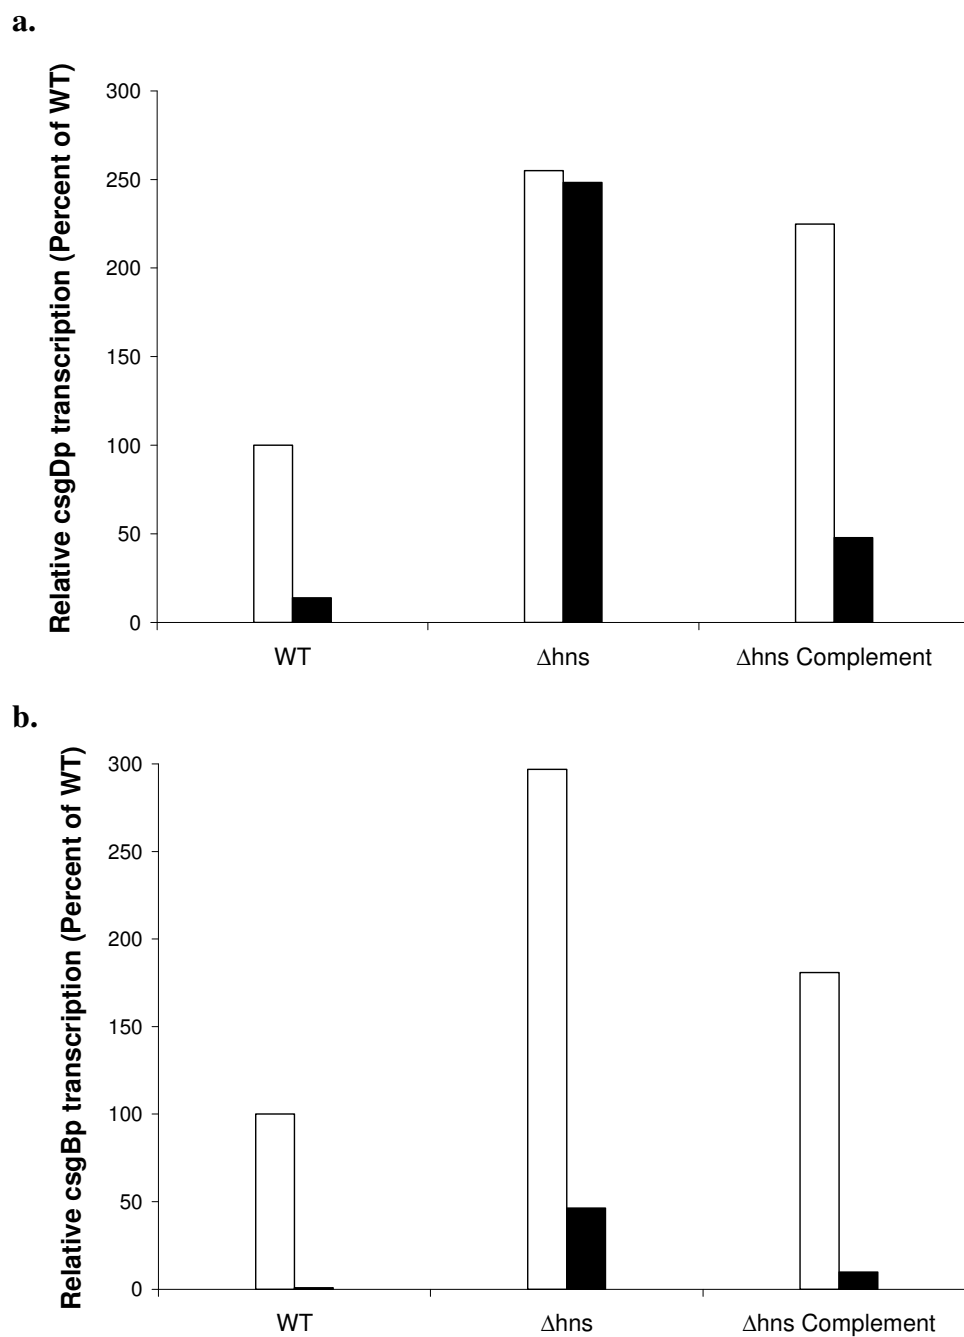 a.
Relative csgDp transcription (Percent of WT)
300
250
200
150
100
50
0
WT
Δhns
Δhns Complement
b.
Relative csgBp transcription (Percent of WT)
300
250
200
150
100
50
0
WT
Δhns
Δhns Complement